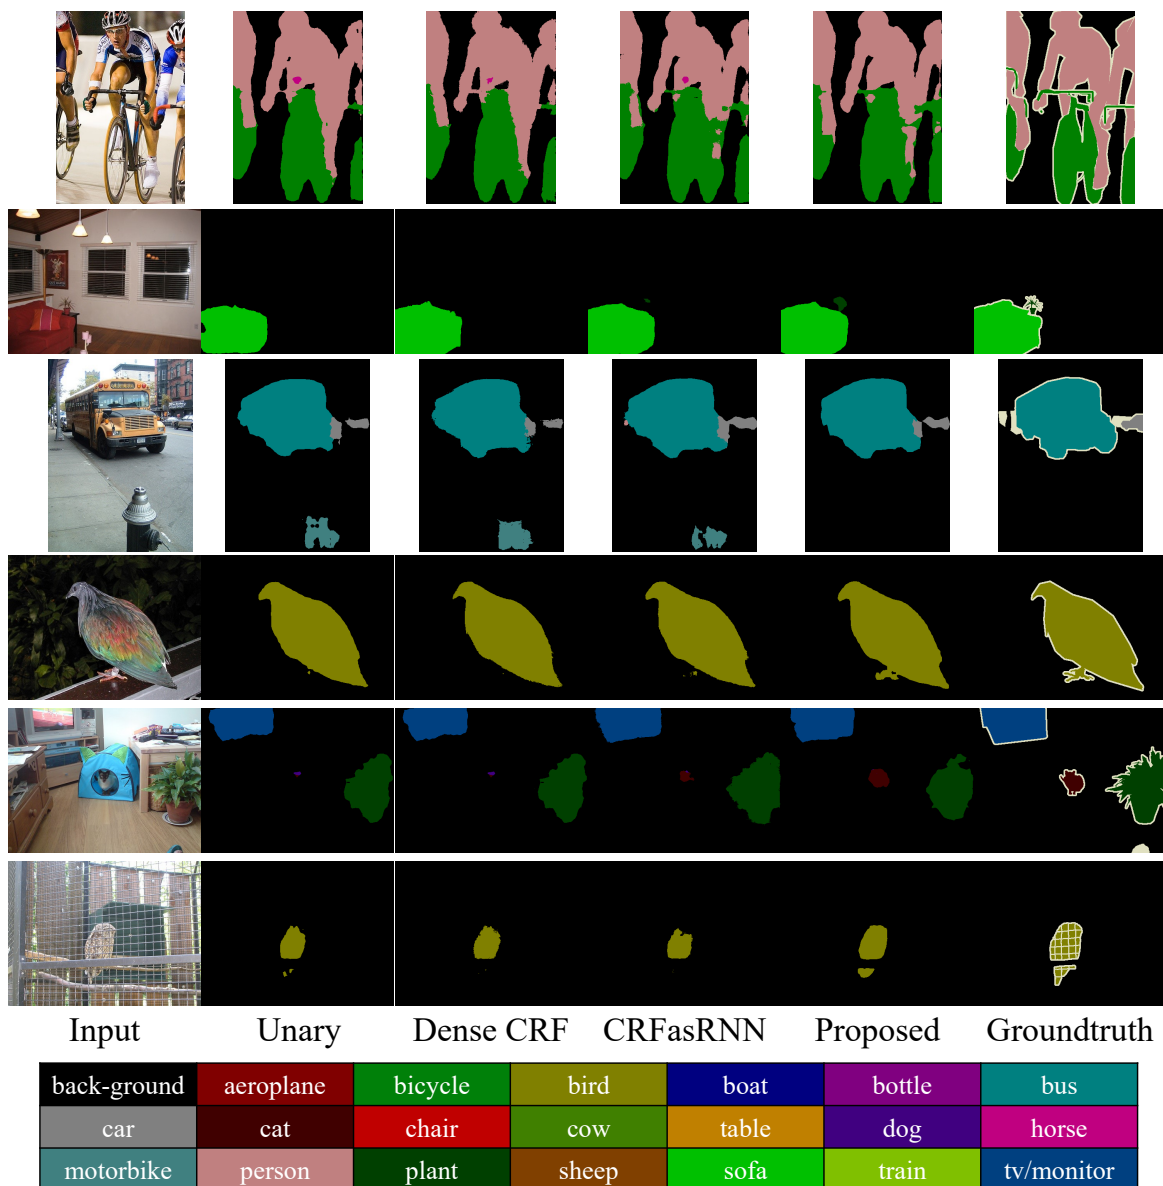 Input Unary Dense CRF CRFasRNN Proposed Groundtruth
back-ground aeroplane bicycle bird boat bottle bus
car cat chair cow table dog horse
motorbike person plant sheep sofa train tv/monitor